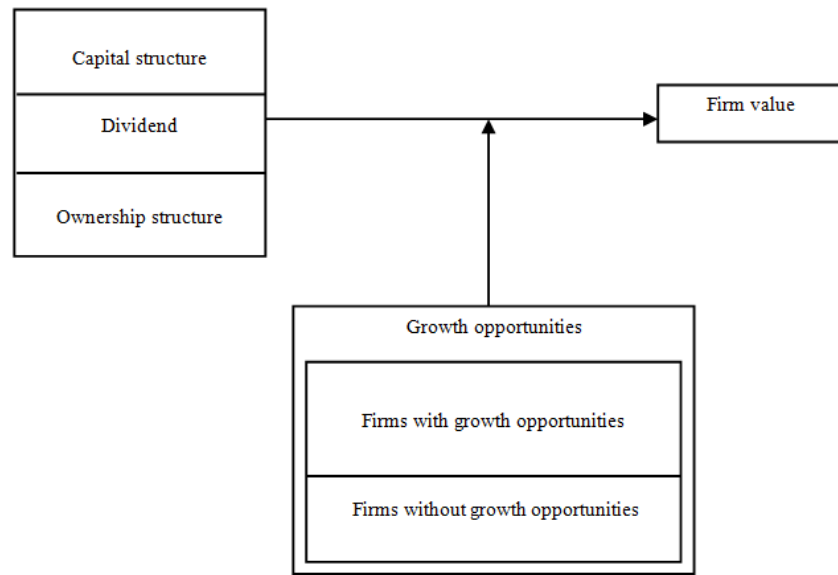 Capital structure
Dividend
Ownership structure
Firm value
Growth opportunities
Firms with growth opportunities
Firms without growth opportunities